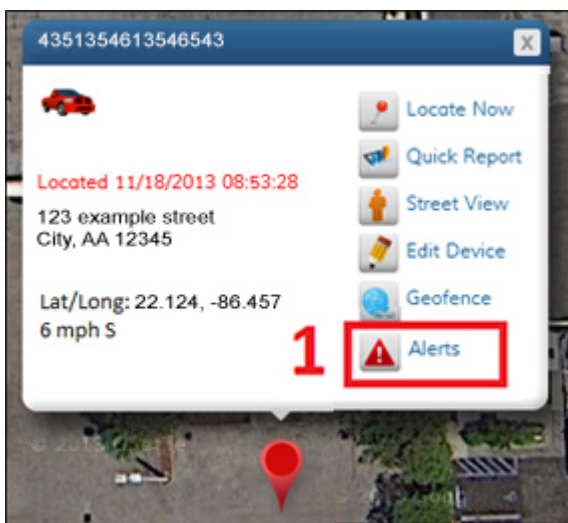 4351354613546543
X
Locate Now
Quick Report
Located 11/18/2013 08:53:28
Street View
123 example street
City, AA 12345
Edit Device
Lat/Long: 22.124, -86.457
Geofence
6 mph S
1
Alerts